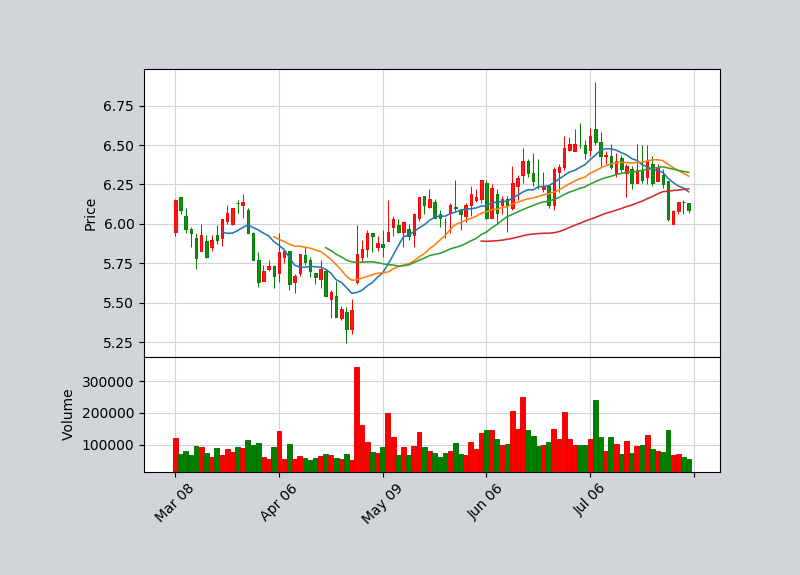 6.75
6.50
6.25
6.00
5.75
5.50
5.25
Price
300000
200000
100000
Volume
Mar 08
Apr 06
May 09
Jun 06
Jul 06